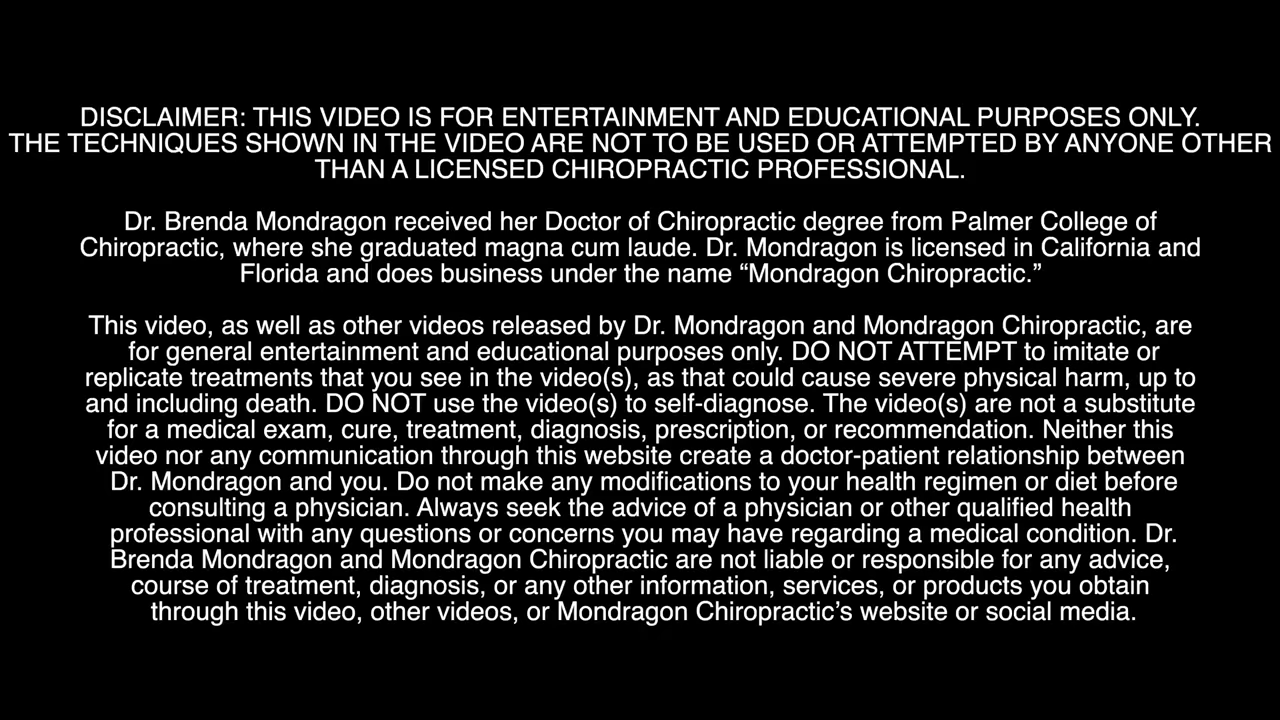 DISCLAIMER: THIS VIDEO IS FOR ENTERTAINMENT AND EDUCATIONAL PURPOSES ONLY.
THE TECHNIQUES SHOWN IN THE VIDEO ARE NOT TO BE USED OR ATTEMPTED BY ANYONE OTHER
THAN A LICENSED CHIROPRACTIC PROFESSIONAL.
Dr. Brenda Mondragon received her Doctor of Chiropractic degree from Palmer College of
Chiropractic, where she graduated magna cum laude. Dr. Mondragon is licensed in California and
Florida and does business under the name “Mondragon Chiropractic.”
This video, as well as other videos released by Dr. Mondragon and Mondragon Chiropractic, are
for general entertainment and educational purposes only. DO NOT ATTEMPT to imitate or
replicate treatments that you see in the video(s), as that could cause severe physical harm, up to
and including death. DO NOT use the video(s) to self-diagnose. The video(s) are not a substitute
for a medical exam, cure, treatment, diagnosis, prescription, or recommendation. Neither this
video nor any communication through this website create a doctor-patient relationship between
Dr. Mondragon and you. Do not make any modifications to your health regimen or diet before
consulting a physician. Always seek the advice of a physician or other qualified health
professional with any questions or concerns you may have regarding a medical condition. Dr.
Brenda Mondragon and Mondragon Chiropractic are not liable or responsible for any advice,
course of treatment, diagnosis, or any other information, services, or products you obtain
through this video, other videos, or Mondragon Chiropractic’s website or social media.